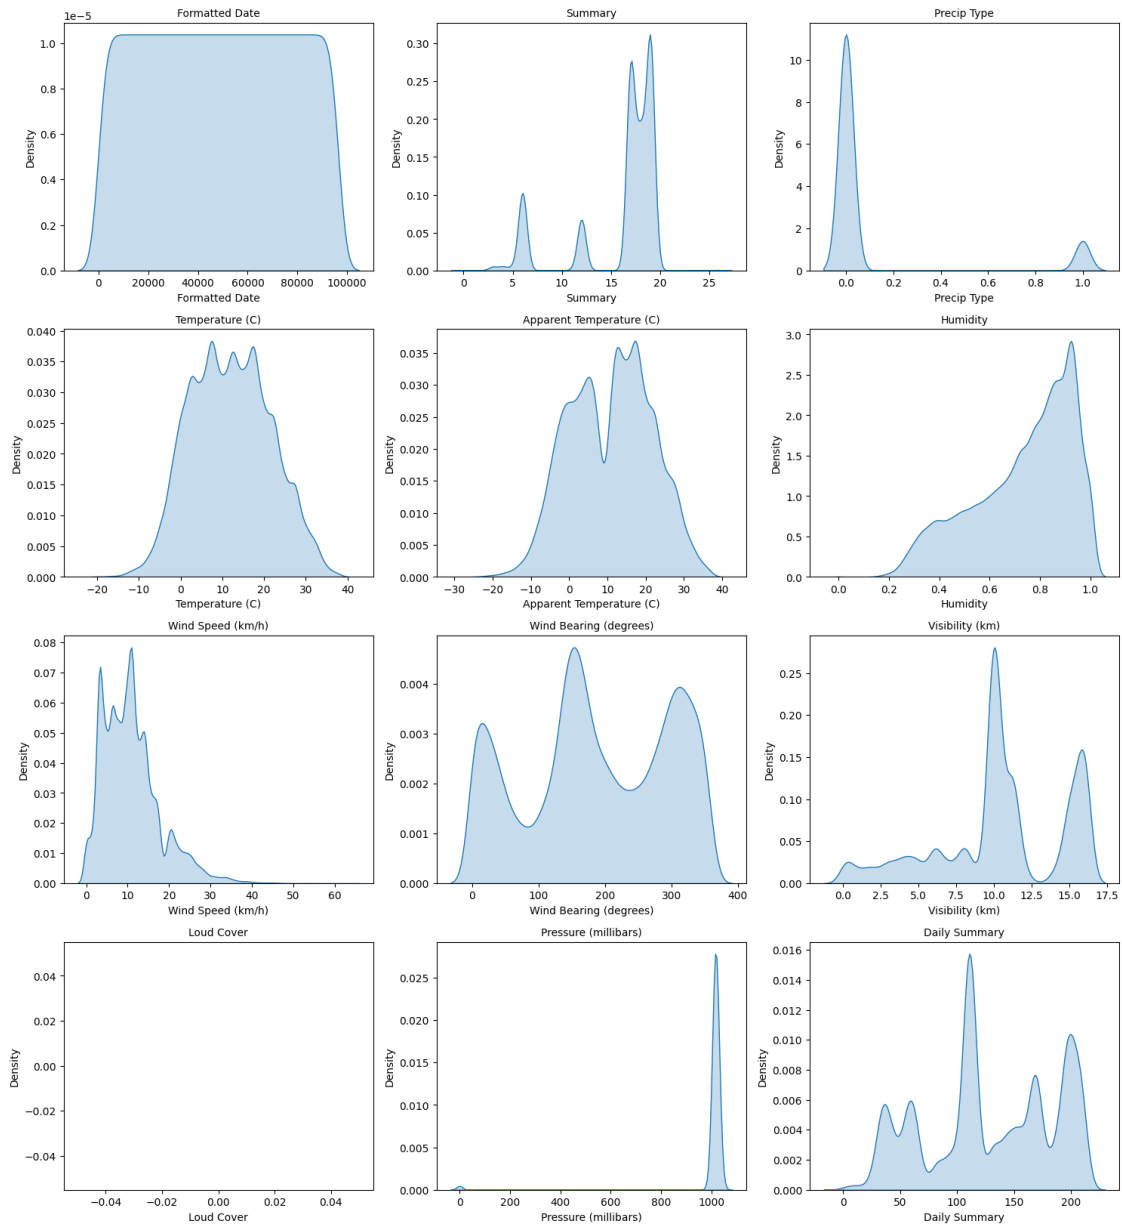 Formatted Date
1e−5
1.0
0.8
0.6
0.4
0.2
0.0
Density
0 20000 40000 60000 80000 100000
Formatted Date
Summary
0.30
0.25
0.20
0.15
0.10
0.05
0.00
Density
0 5 10 15 20 25
Summary
Precip Type
10
8
6
4
2
0
Density
0.0 0.2 0.4 0.6 0.8 1.0
Precip Type
Temperature (C)
0.040
0.035
0.030
0.025
0.020
0.015
0.010
0.005
0.000
Density
−20 −10 0 10 20 30 40
Temperature (C)
Apparent Temperature (C)
0.035
0.030
0.025
0.020
0.015
0.010
0.005
0.000
Density
−30 −20 −10 0 10 20 30 40
Apparent Temperature (C)
Humidity
3.0
2.5
2.0
1.5
1.0
0.5
0.0
Density
0.0 0.2 0.4 0.6 0.8 1.0
Humidity
Wind Speed (km/h)
0.08
0.07
0.06
0.05
0.04
0.03
0.02
0.01
0.00
Density
0 10 20 30 40 50 60
Wind Speed (km/h)
Wind Bearing (degrees)
0.004
0.003
0.002
0.001
0.000
Density
0 100 200 300 400
Wind Bearing (degrees)
Visibility (km)
0.25
0.20
0.15
0.10
0.05
0.00
Density
0.0 2.5 5.0 7.5 10.0 12.5 15.0 17.5
Visibility (km)
Loud Cover
0.04
0.02
0.00
−0.02
−0.04
Density
−0.04 −0.02 0.00 0.02 0.04
Loud Cover
Pressure (millibars)
0.025
0.020
0.015
0.010
0.005
0.000
Density
0 200 400 600 800 1000
Pressure (millibars)
Daily Summary
0.016
0.014
0.012
0.010
0.008
0.006
0.004
0.002
0.000
Density
0 50 100 150 200
Daily Summary